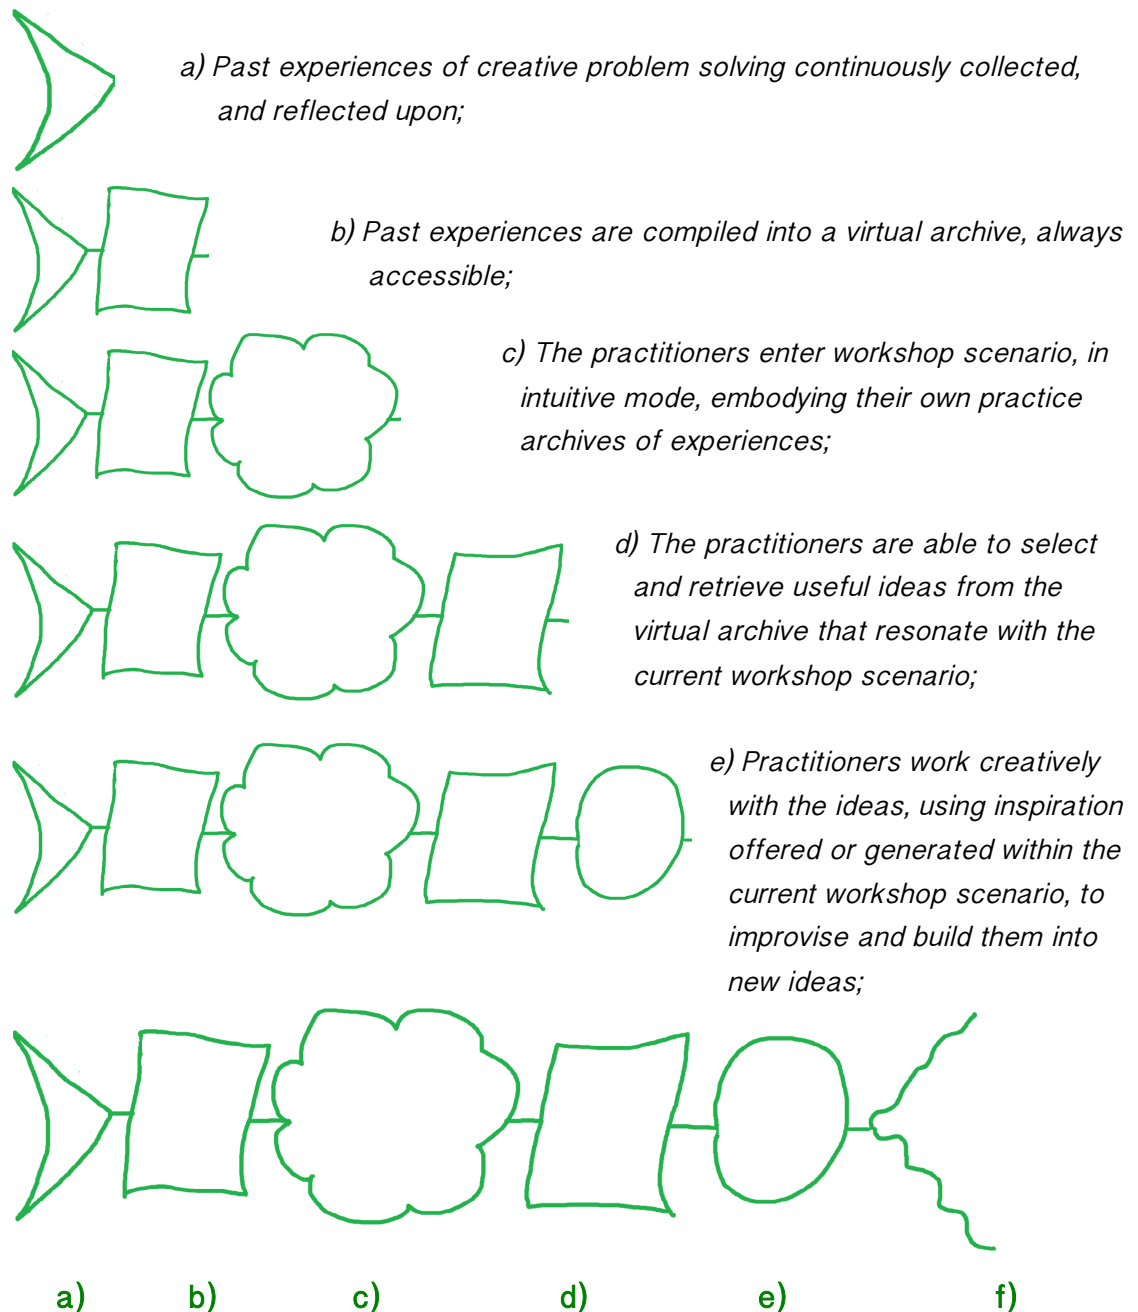 a) Past experiences of creative problem solving continuously collected,
and reflected upon;
b) Past experiences are compiled into a virtual archive, always
accessible;
c) The practitioners enter workshop scenario, in
intuitive mode, embodying their own practice
archives of experiences;
d) The practitioners are able to select
and retrieve useful ideas from the
virtual archive that resonate with the
current workshop scenario;
e) Practitioners work creatively
with the ideas, using inspiration
offered or generated within the
current workshop scenario, to
improvise and build them into
new ideas;
a) b) c) d) e) f)